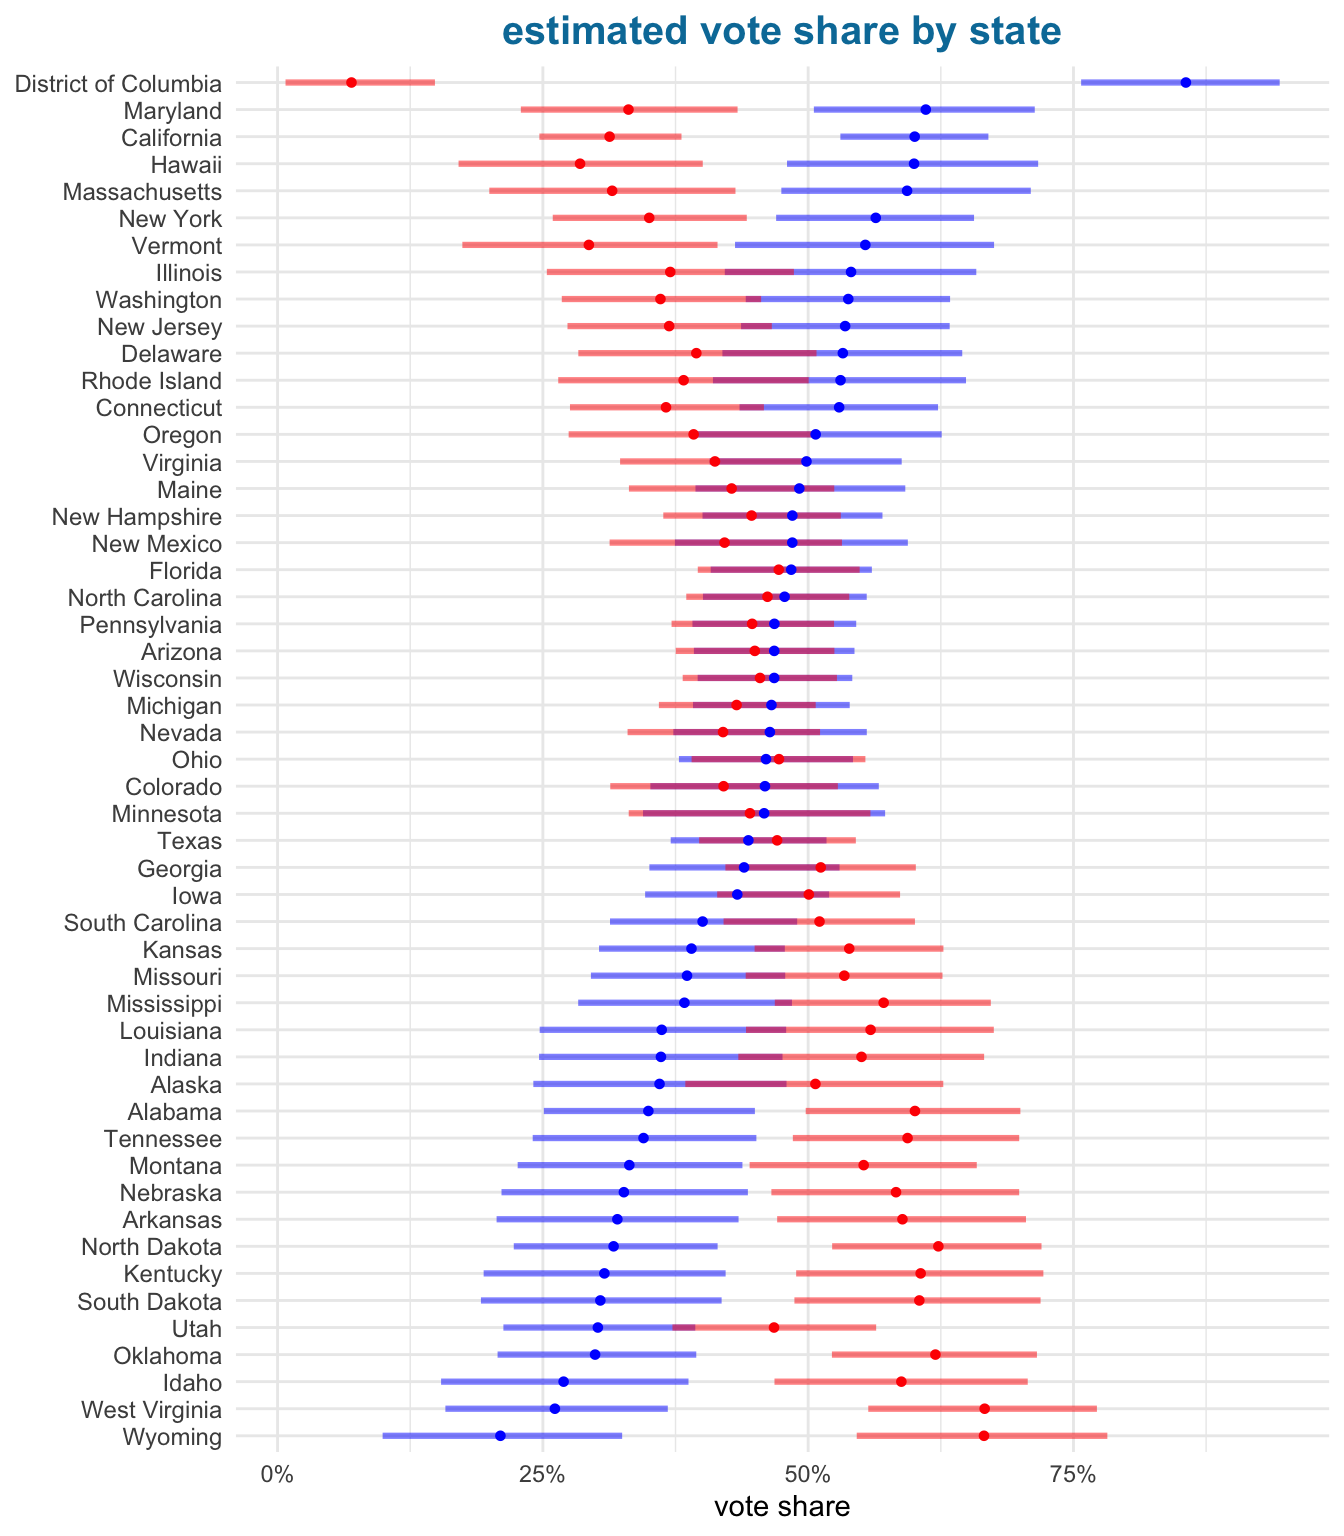 estimated vote share by state
District of Columbia
Maryland
California
Hawaii
Massachusetts
New York
Vermont
Illinois
Washington
New Jersey
Delaware
Rhode Island
Connecticut
Oregon
Virginia
Maine
New Hampshire
New Mexico
Florida
North Carolina
Pennsylvania
Arizona
Wisconsin
Michigan
Nevada
Ohio
Colorado
Minnesota
Texas
Georgia
Iowa
South Carolina
Kansas
Missouri
Mississippi
Louisiana
Indiana
Alaska
Alabama
Tennessee
Montana
Nebraska
Arkansas
North Dakota
Kentucky
South Dakota
Utah
Oklahoma
Idaho
West Virginia
Wyoming
0% 25% 50% 75%
vote share